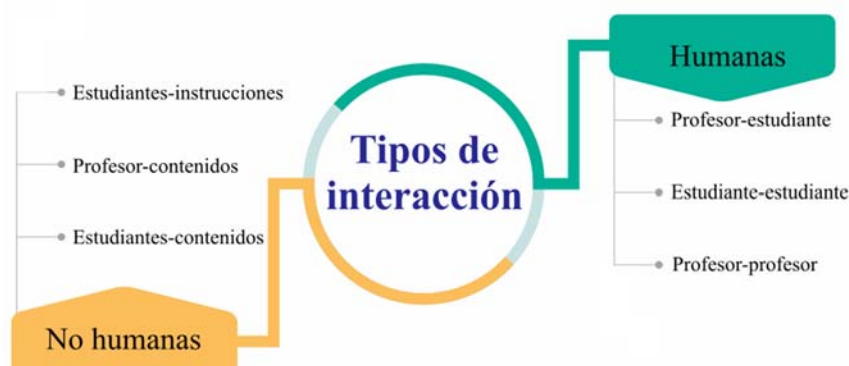 Tipos de
interacción
Humanas
Profesor-estudiante
Estudiante-estudiante
Profesor-profesor
Estudiantes-instrucciones
Profesor-contenidos
Estudiantes-contenidos
No humanas